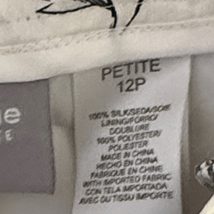 PETITE
12P
100% SILK/SEDA/SOIE
LINING/FORRO/
DOUBLURE
100% POLYESTER/
POLIESTER
MADE IN CHINA
HECHO EN CHINA
FABRIQUE EN CHINE
WITH IMPORTED FABRIC
CON TELA IMPORTADA
AVEC DU TISSU IMPORTE